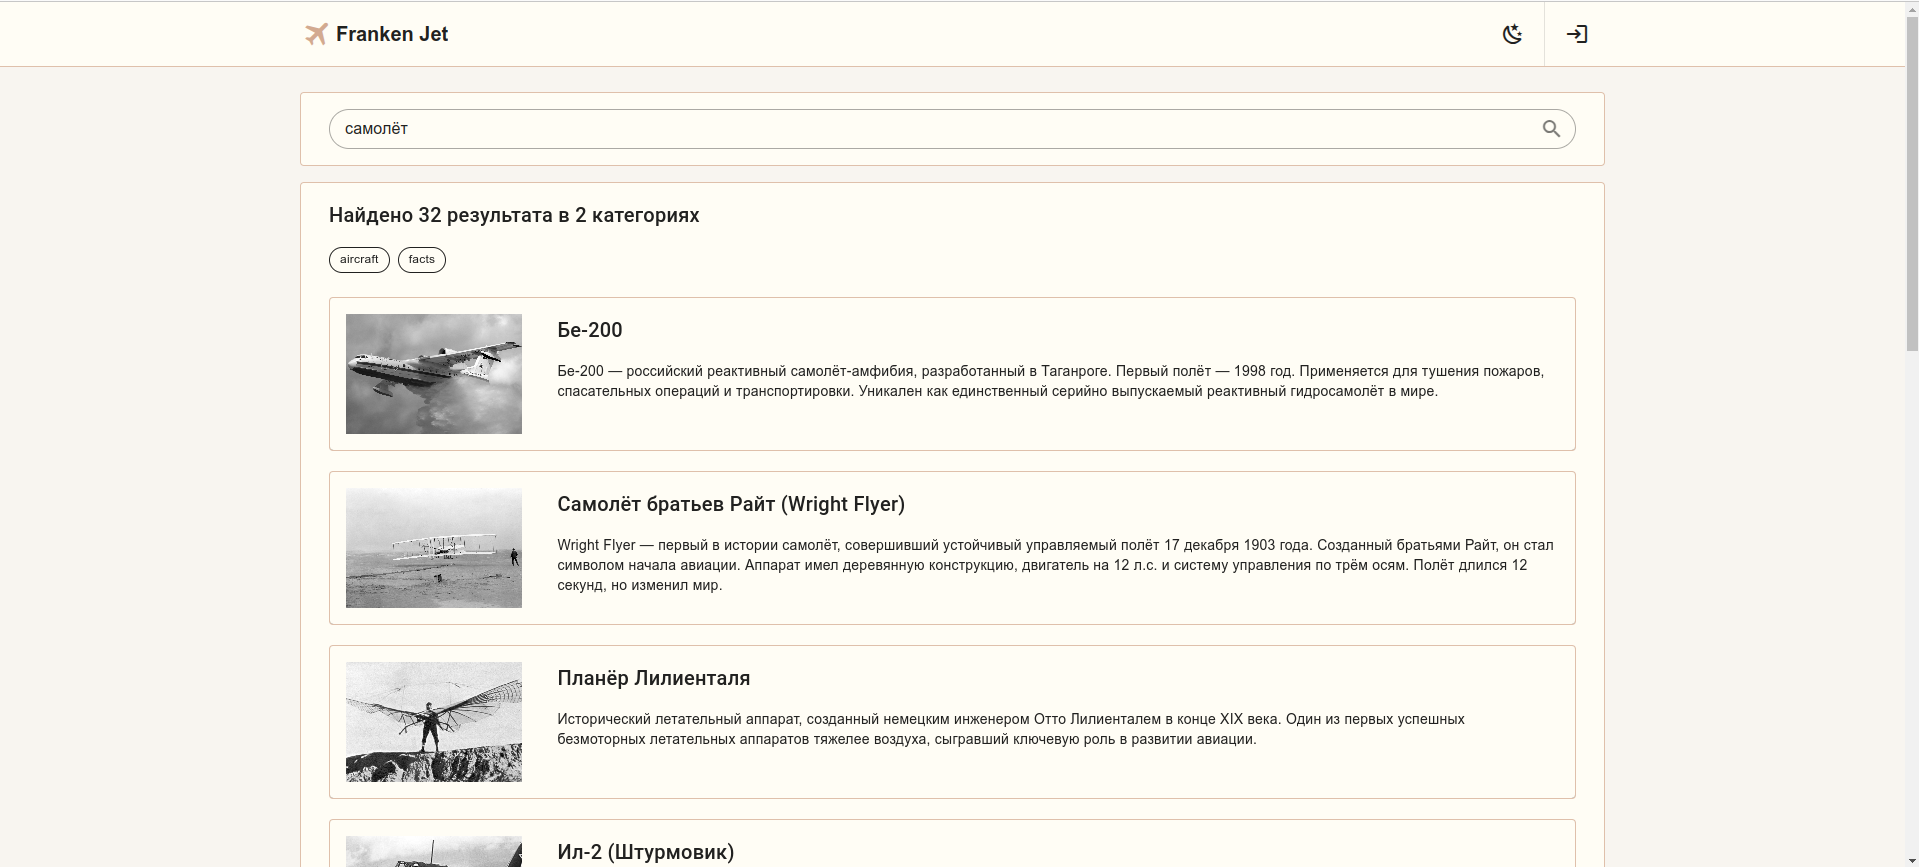 Franken Jet
самолёт
Найдено 32 результата в 2 категориях
aircraft
facts
Бе-200
Бе-200 — российский реактивный самолёт-амфибия, разработанный в Таганроге. Первый полёт — 1998 год. Применяется для тушения пожаров,
спасательных операций и транспортировки. Уникален как единственный серийно выпускаемый реактивный гидросамолёт в мире.
Самолёт братьев Райт (Wright Flyer)
Wright Flyer — первый в истории самолёт, совершивший устойчивый управляемый полёт 17 декабря 1903 года. Созданный братьями Райт, он стал
символом начала авиации. Аппарат имел деревянную конструкцию, двигатель на 12 л.с. и систему управления по трём осям. Полёт длился 12
секунд, но изменил мир.
Планёр Лилиенталя
Исторический летательный аппарат, созданный немецким инженером Отто Лилиенталем в конце XIX века. Один из первых успешных
безмоторных летательных аппаратов тяжелее воздуха, сыгравший ключевую роль в развитии авиации.
Ил-2 (Штурмовик)